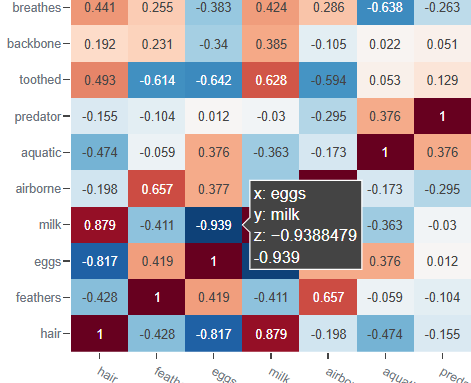 breathes 0.441 0.255 -0.383 0.424 0.286 -0.638 -0.263
backbone 0.192 0.231 -0.34 0.385 -0.105 0.022 0.051
toothed 0.493 -0.614 -0.642 0.628 -0.594 0.053 0.129
predator -0.155 -0.104 0.012 -0.03 -0.295 0.376 1
aquatic -0.474 -0.059 0.376 -0.363 -0.173 1 0.376
airborne -0.198 0.657 0.377 -0.173 -0.295
x: eggs
y: milk
z: −0.9388479
-0.939
milk 0.879 -0.411 -0.939 -0.363 -0.03
eggs -0.817 0.419 1 0.376 0.012
feathers -0.428 1 0.419 -0.411 0.657 -0.059 -0.104
hair 1 -0.428 -0.817 0.879 -0.198 -0.474 -0.155
hair feath eggs milk airbo aquat preda